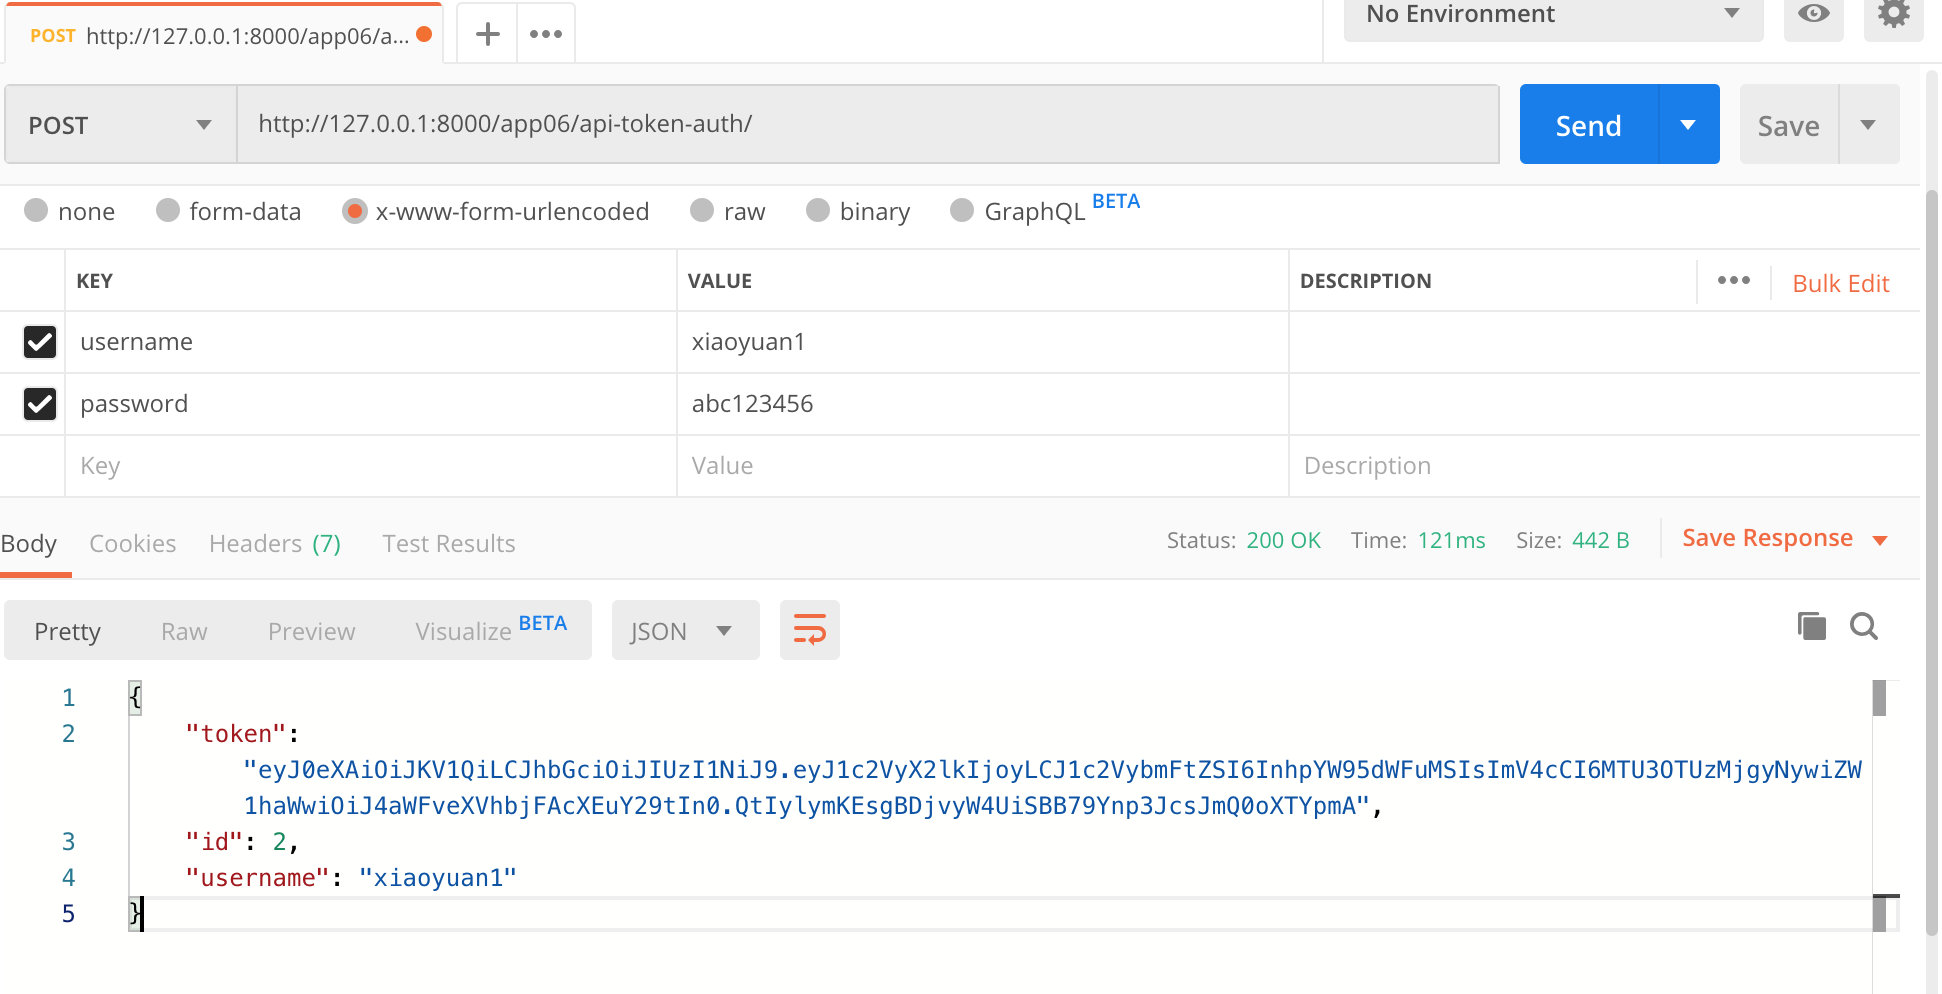 POST http://127.0.0.1:8000/app06/a...
No Environment
POST http://127.0.0.1:8000/app06/api-token-auth/ Send Save
none form-data x-www-form-urlencoded raw binary GraphQL BETA
KEY VALUE DESCRIPTION Bulk Edit
username xiaoyuan1
password abc123456
Key Value Description
Body Cookies Headers (7) Test Results Status: 200 OK Time: 121ms Size: 442 B Save Response
Pretty Raw Preview Visualize BETA JSON
1 {
2 "token":
"eyJ0eXAiOiJKV1QiLCJhbGciOiJIUzI1NiJ9.eyJ1c2VyX2lkIjoyLCJ1c2VybmFtZSI6InhpYW95dWFuMSIsImV4cCI6MTU3OTUzMjgyNywiZW
1haWwiOiJ4aWFveXVhbjFAcXEuY29tIn0.QtIylymKEsgBDjvyW4UiSBB79Ynp3JcsJmQ0oXTYpmA",
3 "id": 2,
4 "username": "xiaoyuan1"
5 }